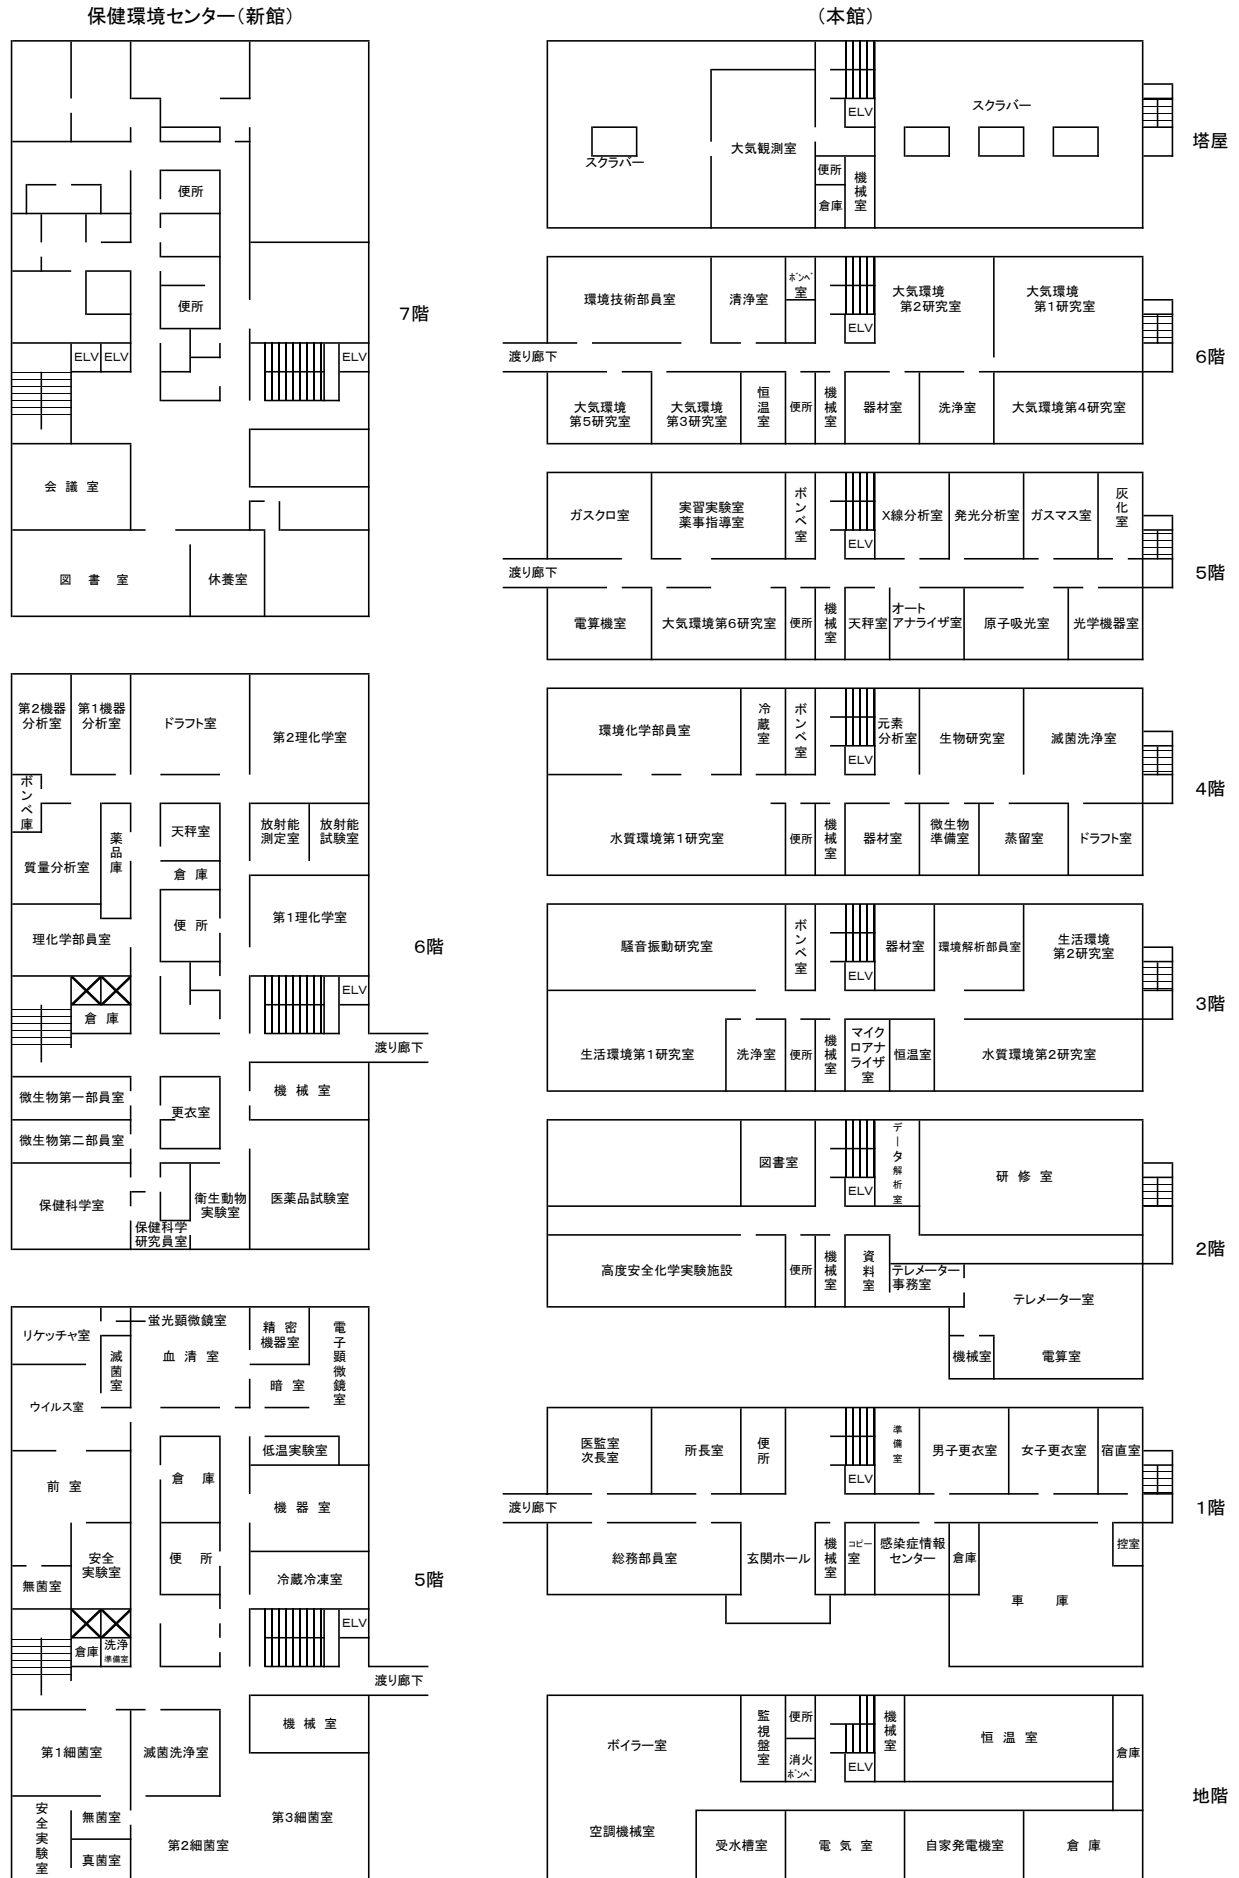 保健環境センター(新館)
便所
便所
7階
ELV ELV
ELV
会 議 室
図 書 室
休養室
第2機器
分析室
第1機器
分析室
ドラフト室
第2理化学室
ボンベ庫
薬品庫
天秤室
放射能
測定室
放射能
試験室
質量分析室
倉 庫
便 所
第1理化学室
理化学部員室
6階
ELV
倉 庫
渡り廊下
微生物第一部員室
更衣室
機 械 室
微生物第二部員室
保健科学室
衛生動物
実験室
医薬品試験室
保健科学
研究員室
リケッチャ室
蛍光顕微鏡室
精 密
機器室
電子顕微鏡室
滅菌室
血 清 室
暗 室
ウイルス室
低温実験室
前 室
倉 庫
機 器 室
安全
実験室
便 所
無菌室
冷蔵冷凍室
5階
ELV
倉庫
洗浄
準備室
渡り廊下
機 械 室
第1細菌室
滅菌洗浄室
安全実験室
無菌室
第3細菌室
第2細菌室
真菌室
(本館)
スクラバー
大気観測室
ELV
スクラバー
便所
倉庫
機械室
塔屋
環境技術部員室
清浄室
ボンベ
室
ELV
大気環境
第2研究室
大気環境
第1研究室
渡り廊下
6階
大気環境
第5研究室
大気環境
第3研究室
恒温室
便所
機械室
器材室
洗浄室
大気環境第4研究室
ガスクロ室
実習実験室
薬事指導室
ボンベ室
ELV
X線分析室
発光分析室
ガスマス室
灰化室
渡り廊下
5階
電算機室
大気環境第6研究室
便所
機械室
天秤室
オート
アナライザ室
原子吸光室
光学機器室
環境化学部員室
冷蔵室
ボンベ室
ELV
元素
分析室
生物研究室
滅菌洗浄室
4階
水質環境第1研究室
便所
機械室
器材室
微生物
準備室
蒸留室
ドラフト室
騒音振動研究室
ボンベ室
ELV
器材室
環境解析部員室
生活環境
第2研究室
3階
生活環境第1研究室
洗浄室
便所
機械室
マイク
ロアナ
ライザ
室
恒温室
水質環境第2研究室
図書室
ELV
データ解析室
研 修 室
2階
高度安全化学実験施設
便所
機械室
資料室
テレメーター
事務室
テレメーター室
機械室
電算室
医監室
次長室
所長室
便所
ELV
準備室
男子更衣室
女子更衣室
宿直室
渡り廊下
1階
総務部員室
玄関ホール
機械室
コピー
室
感染症情報
センター
倉庫
控室
車 庫
ボイラー室
監視盤室
便所
消火
ボンベ
ELV
機械室
恒 温 室
倉庫
地階
空調機械室
受水槽室
電 気 室
自家発電機室
倉 庫